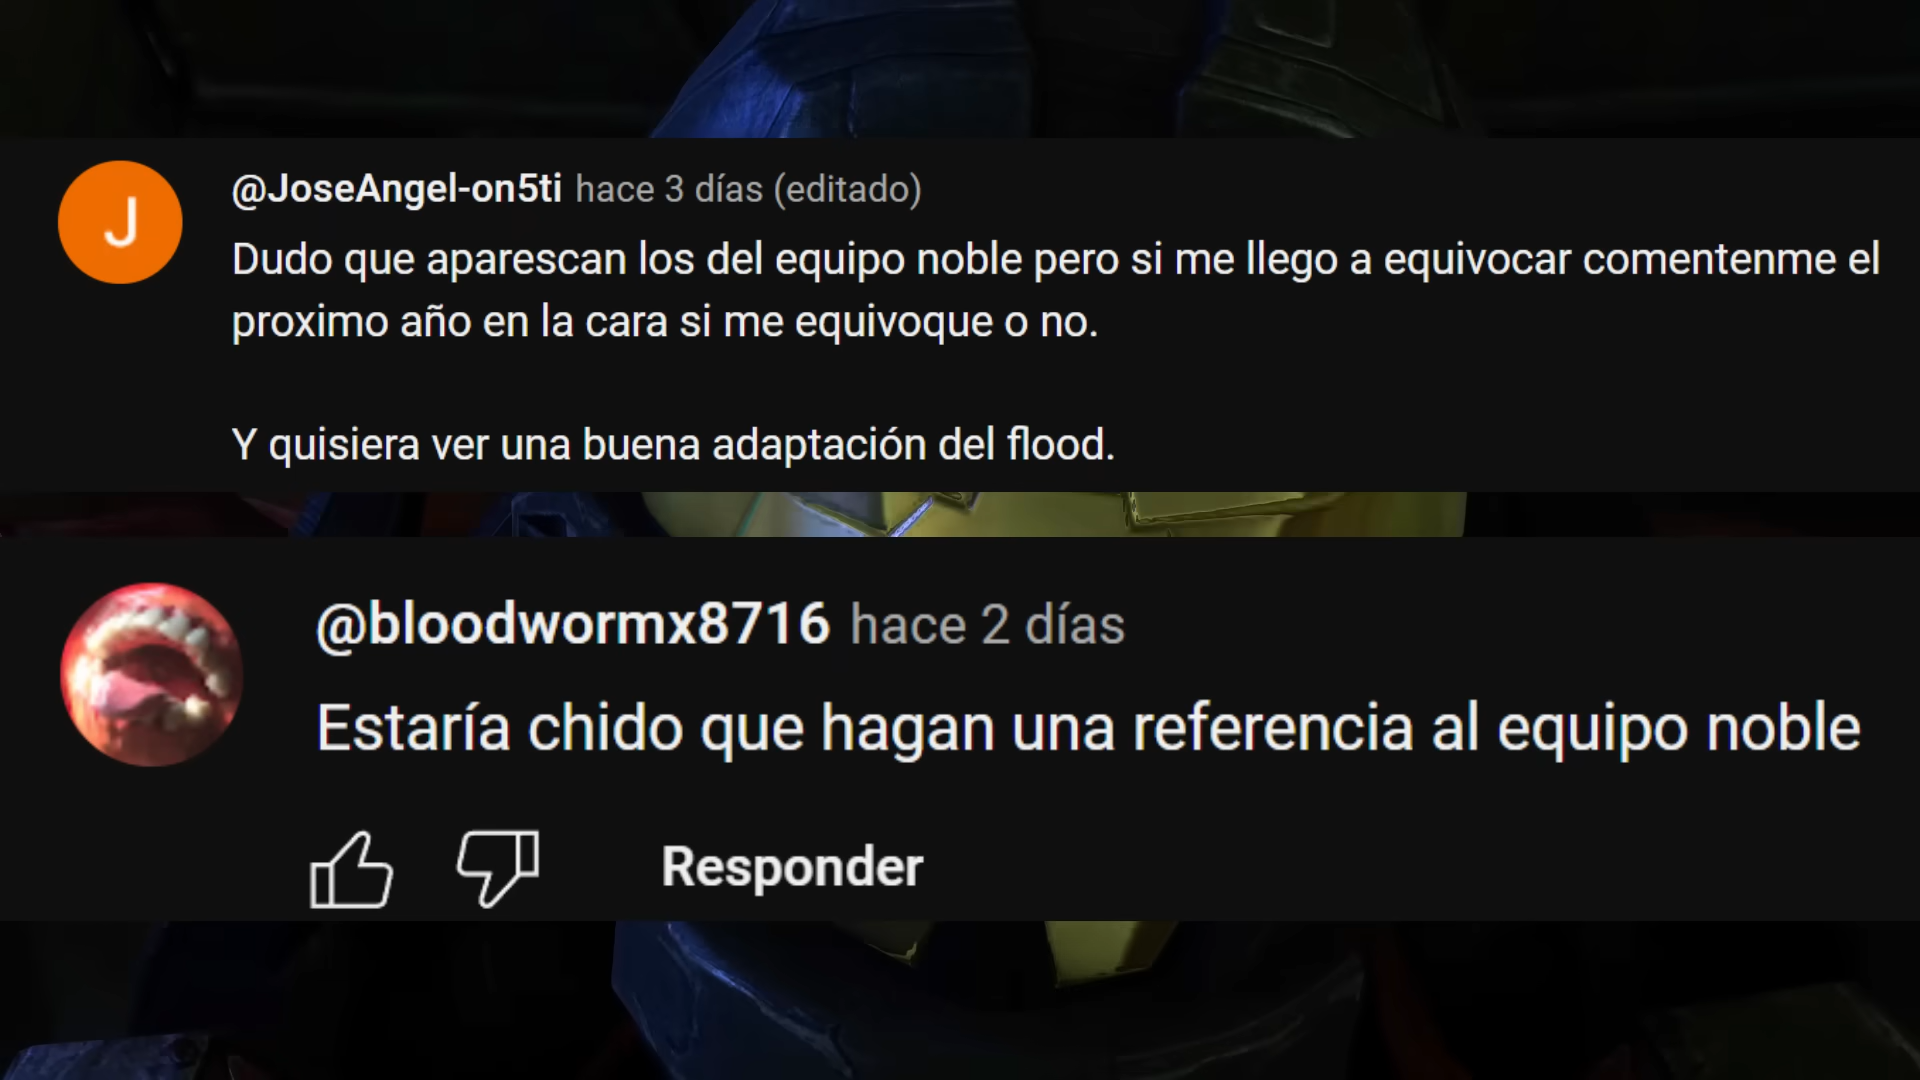 J
@JoseAngel-on5ti hace 3 días (editado)
Dudo que aparescan los del equipo noble pero si me llego a equivocar comentenme el
proximo año en la cara si me equivoque o no.
Y quisiera ver una buena adaptación del flood.
@bloodwormx8716 hace 2 días
Estaría chido que hagan una referencia al equipo noble
Responder